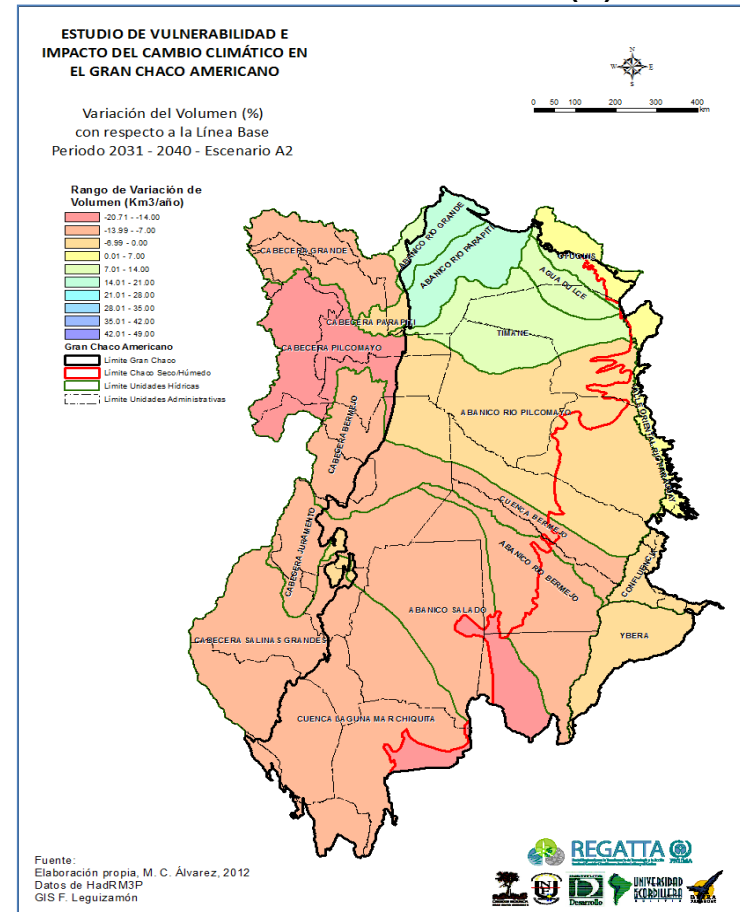 ESTUDIO DE VULNERABILIDAD E
IMPACTO DEL CAMBIO CLIMÁTICO EN
EL GRAN CHACO AMERICANO
Variación del Volumen (%)
con respecto a la Línea Base
Periodo 2031 - 2040 - Escenario A2
N
W E
S
0 50 100 200 300 400
km
Rango de Variación de
Volumen (Km3/año)
-20.71 - -14.00
-13.99 - -7.00
-6.99 - 0.00
0.01 - 7.00
7.01 - 14.00
14.01 - 21.00
21.01 - 28.00
28.01 - 35.00
35.01 - 42.00
42.01 - 49.00
Gran Chaco Americano
Límite Gran Chaco
Límite Chaco Seco/Húmedo
Límite Unidades Hídricas
Límite Unidades Administrativas
CABECERA GRANDE
ABANICO RIO GRANDE
ABANICO RIO PARAPITI
OTUQUIS
AGUA DULCE
CABECERA PARAPITI
TIMANE
CABECERA PILCOMAYO
ABANICO RIO PILCOMAYO
CABECERA BERMEJO
CUENCA BERMEJO
ABANICO RIO BERMEJO
CABECERA JURAMENTO
CONFLUENCIA
ABANICO SALADO
YBERA
CABECERA SALINAS GRANDES
CUENCA LAGUNA MAR CHIQUITA
Fuente:
Elaboración propia, M. C. Álvarez, 2012
Datos de HadRM3P
GIS F. Leguizamón
REGATTA
PNUMA
Desarrollo
UNIVERSIDAD